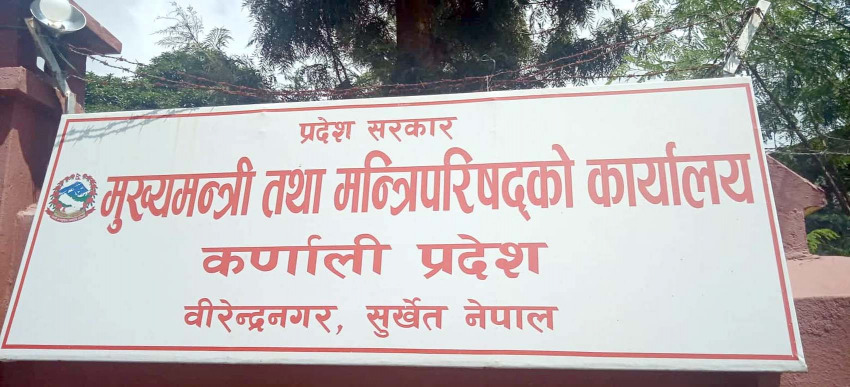 प्रदेश सरकार
मुख्यमन्त्री तथा मन्त्रिपरिषद्को कार्यालय
कर्णाली प्रदेश
वीरेन्द्रनगर, सुर्खेत नेपाल